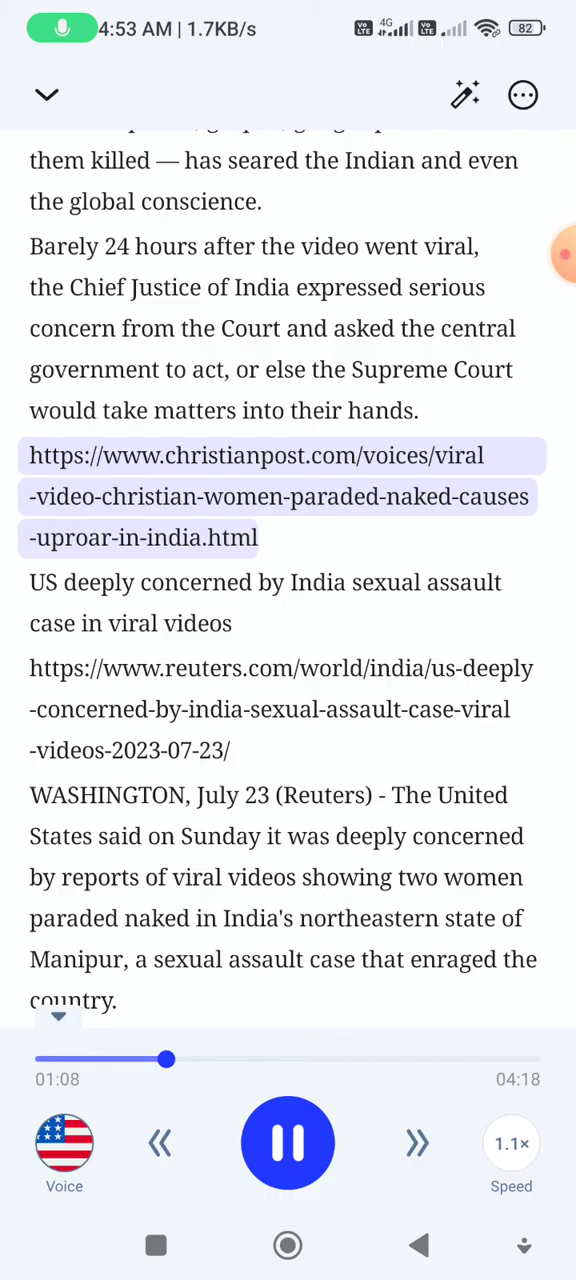 4:53 AM | 1.7KB/s
Vo LTE 4G Vo LTE 82
them killed — has seared the Indian and even
the global conscience.
Barely 24 hours after the video went viral,
the Chief Justice of India expressed serious
concern from the Court and asked the central
government to act, or else the Supreme Court
would take matters into their hands.
https://www.christianpost.com/voices/viral
-video-christian-women-paraded-naked-causes
-uproar-in-india.html
US deeply concerned by India sexual assault
case in viral videos
https://www.reuters.com/world/india/us-deeply
-concerned-by-india-sexual-assault-case-viral
-videos-2023-07-23/
WASHINGTON, July 23 (Reuters) - The United
States said on Sunday it was deeply concerned
by reports of viral videos showing two women
paraded naked in India's northeastern state of
Manipur, a sexual assault case that enraged the
country.
01:08 04:18
1.1×
Voice Speed